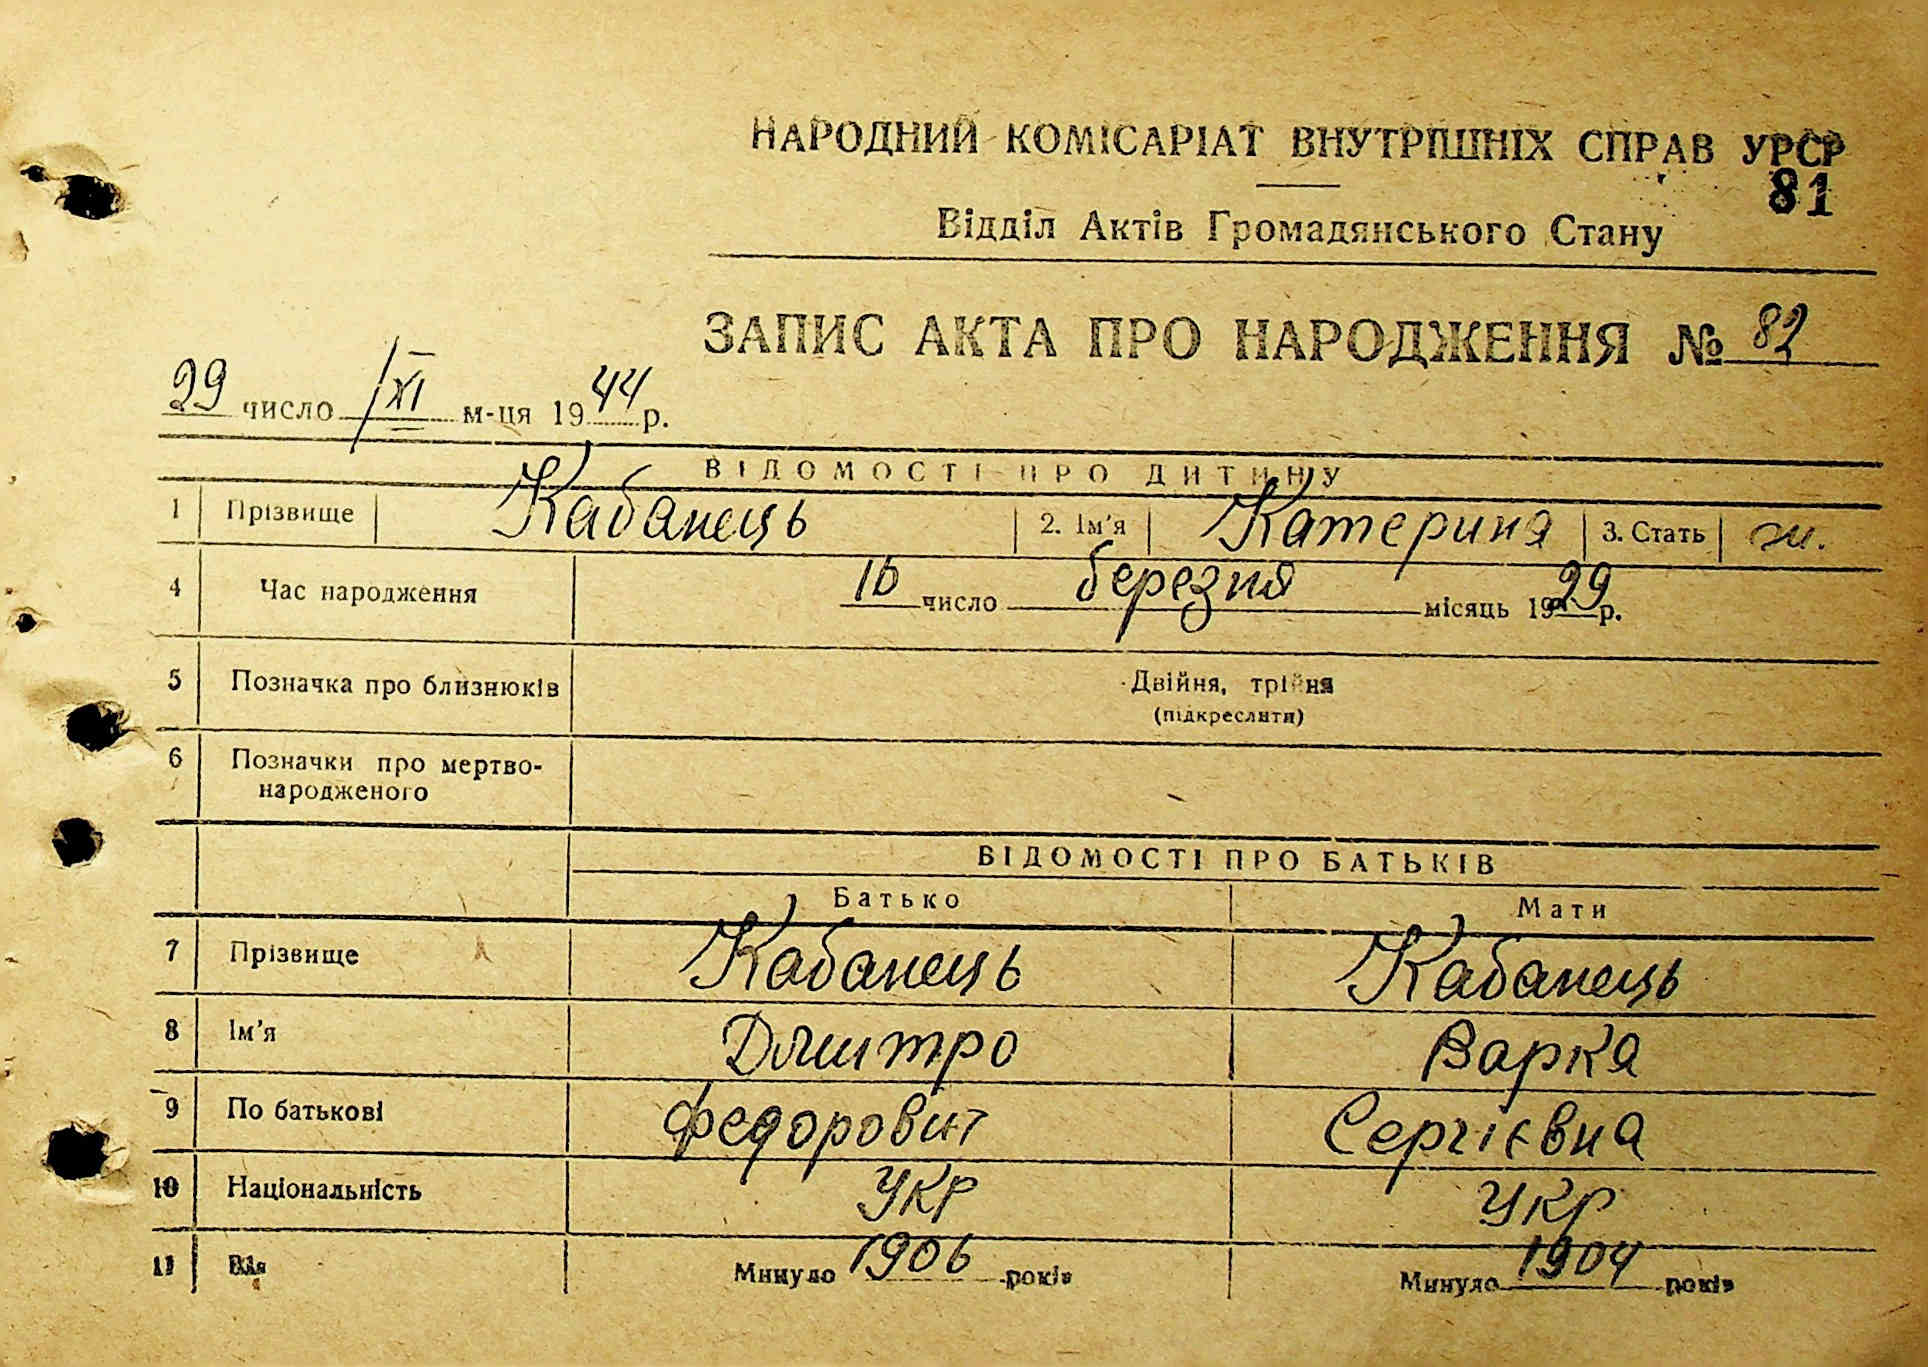 НАРОДНИЙ КОМІСАРІАТ ВНУТРІШНІХ СПРАВ УРСР
81
Відділ Актів Громадянського Стану
ЗАПИС АКТА ПРО НАРОДЖЕННЯ № 82
29 число XI м-ця 1944 р.
ВІДОМОСТІ ПРО ДИТИНУ
1 Прізвище Кабанець 2. Ім'я Катерина 3. Стать ж.
4 Час народження 16 число березня місяць 1929 р.
5 Позначка про близнюків Двійня, трійня
(підкреслити)
6 Позначки про мертво-
народженого
ВІДОМОСТІ ПРО БАТЬКІВ
Батько Мати
7 Прізвище Кабанець Кабанець
8 Ім'я Дмитро Варка
9 По батькові Федорович Сергієвна
10 Національність УКР УКР
11 Вік Минуло 1906 років Минуло 1904 років